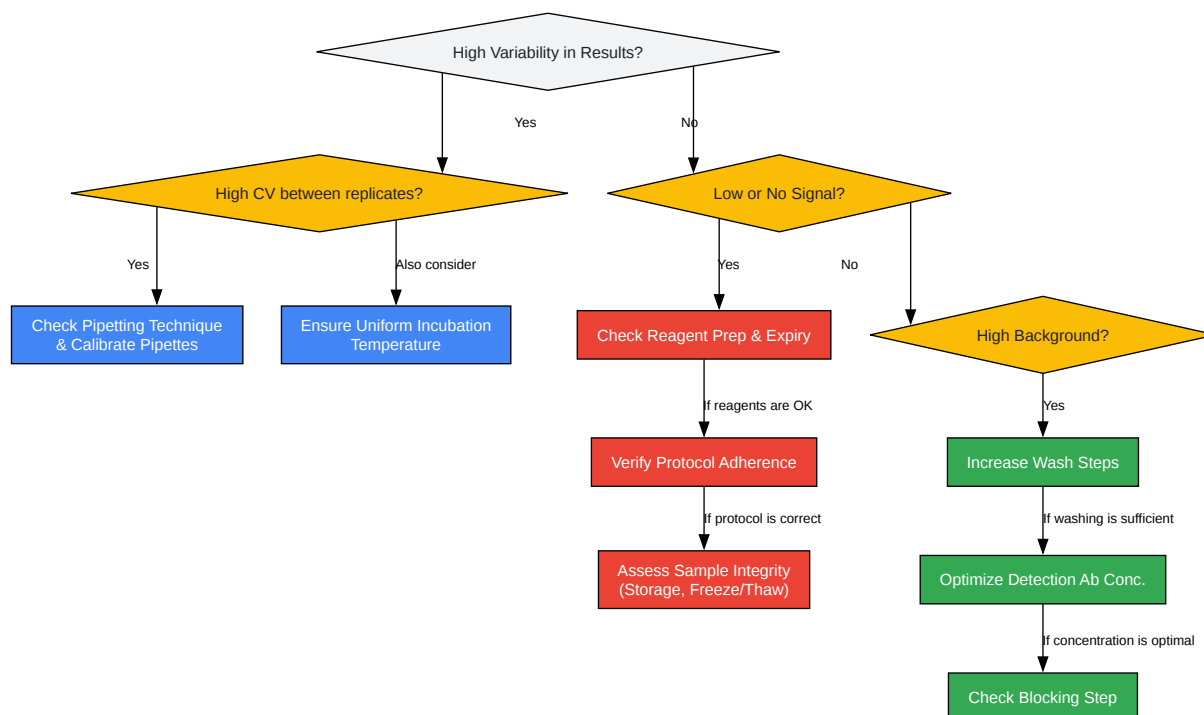 High Variability in Results?
Yes
No
High CV between replicates?
Low or No Signal?
Yes
Also consider
Yes
No
Check Pipetting Technique
& Calibrate Pipettes
Ensure Uniform Incubation
Temperature
Check Reagent Prep & Expiry
High Background?
If reagents are OK
Yes
Verify Protocol Adherence
Increase Wash Steps
If protocol is correct
If washing is sufficient
Assess Sample Integrity
(Storage, Freeze/Thaw)
Optimize Detection Ab Conc.
If concentration is optimal
Check Blocking Step